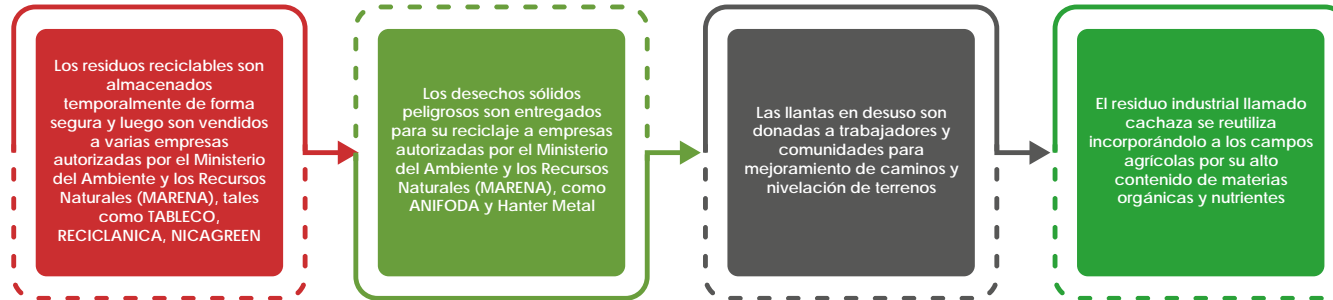 Los residuos reciclables son
almacenados
temporalmente de forma
segura y luego son vendidos
a varias empresas
autorizadas por el Ministerio
del Ambiente y los Recursos
Naturales (MARENA), tales
como TABLECO,
RECICLANICA, NICAGREEN
Los desechos sólidos
peligrosos son entregados
para su reciclaje a empresas
autorizadas por el Ministerio
del Ambiente y los Recursos
Naturales (MARENA), como
ANIFODA y Hanter Metal
Las llantas en desuso son
donadas a trabajadores y
comunidades para
mejoramiento de caminos y
nivelación de terrenos
El residuo industrial llamado
cachaza se reutiliza
incorporándolo a los campos
agrícolas por su alto
contenido de materias
orgánicas y nutrientes